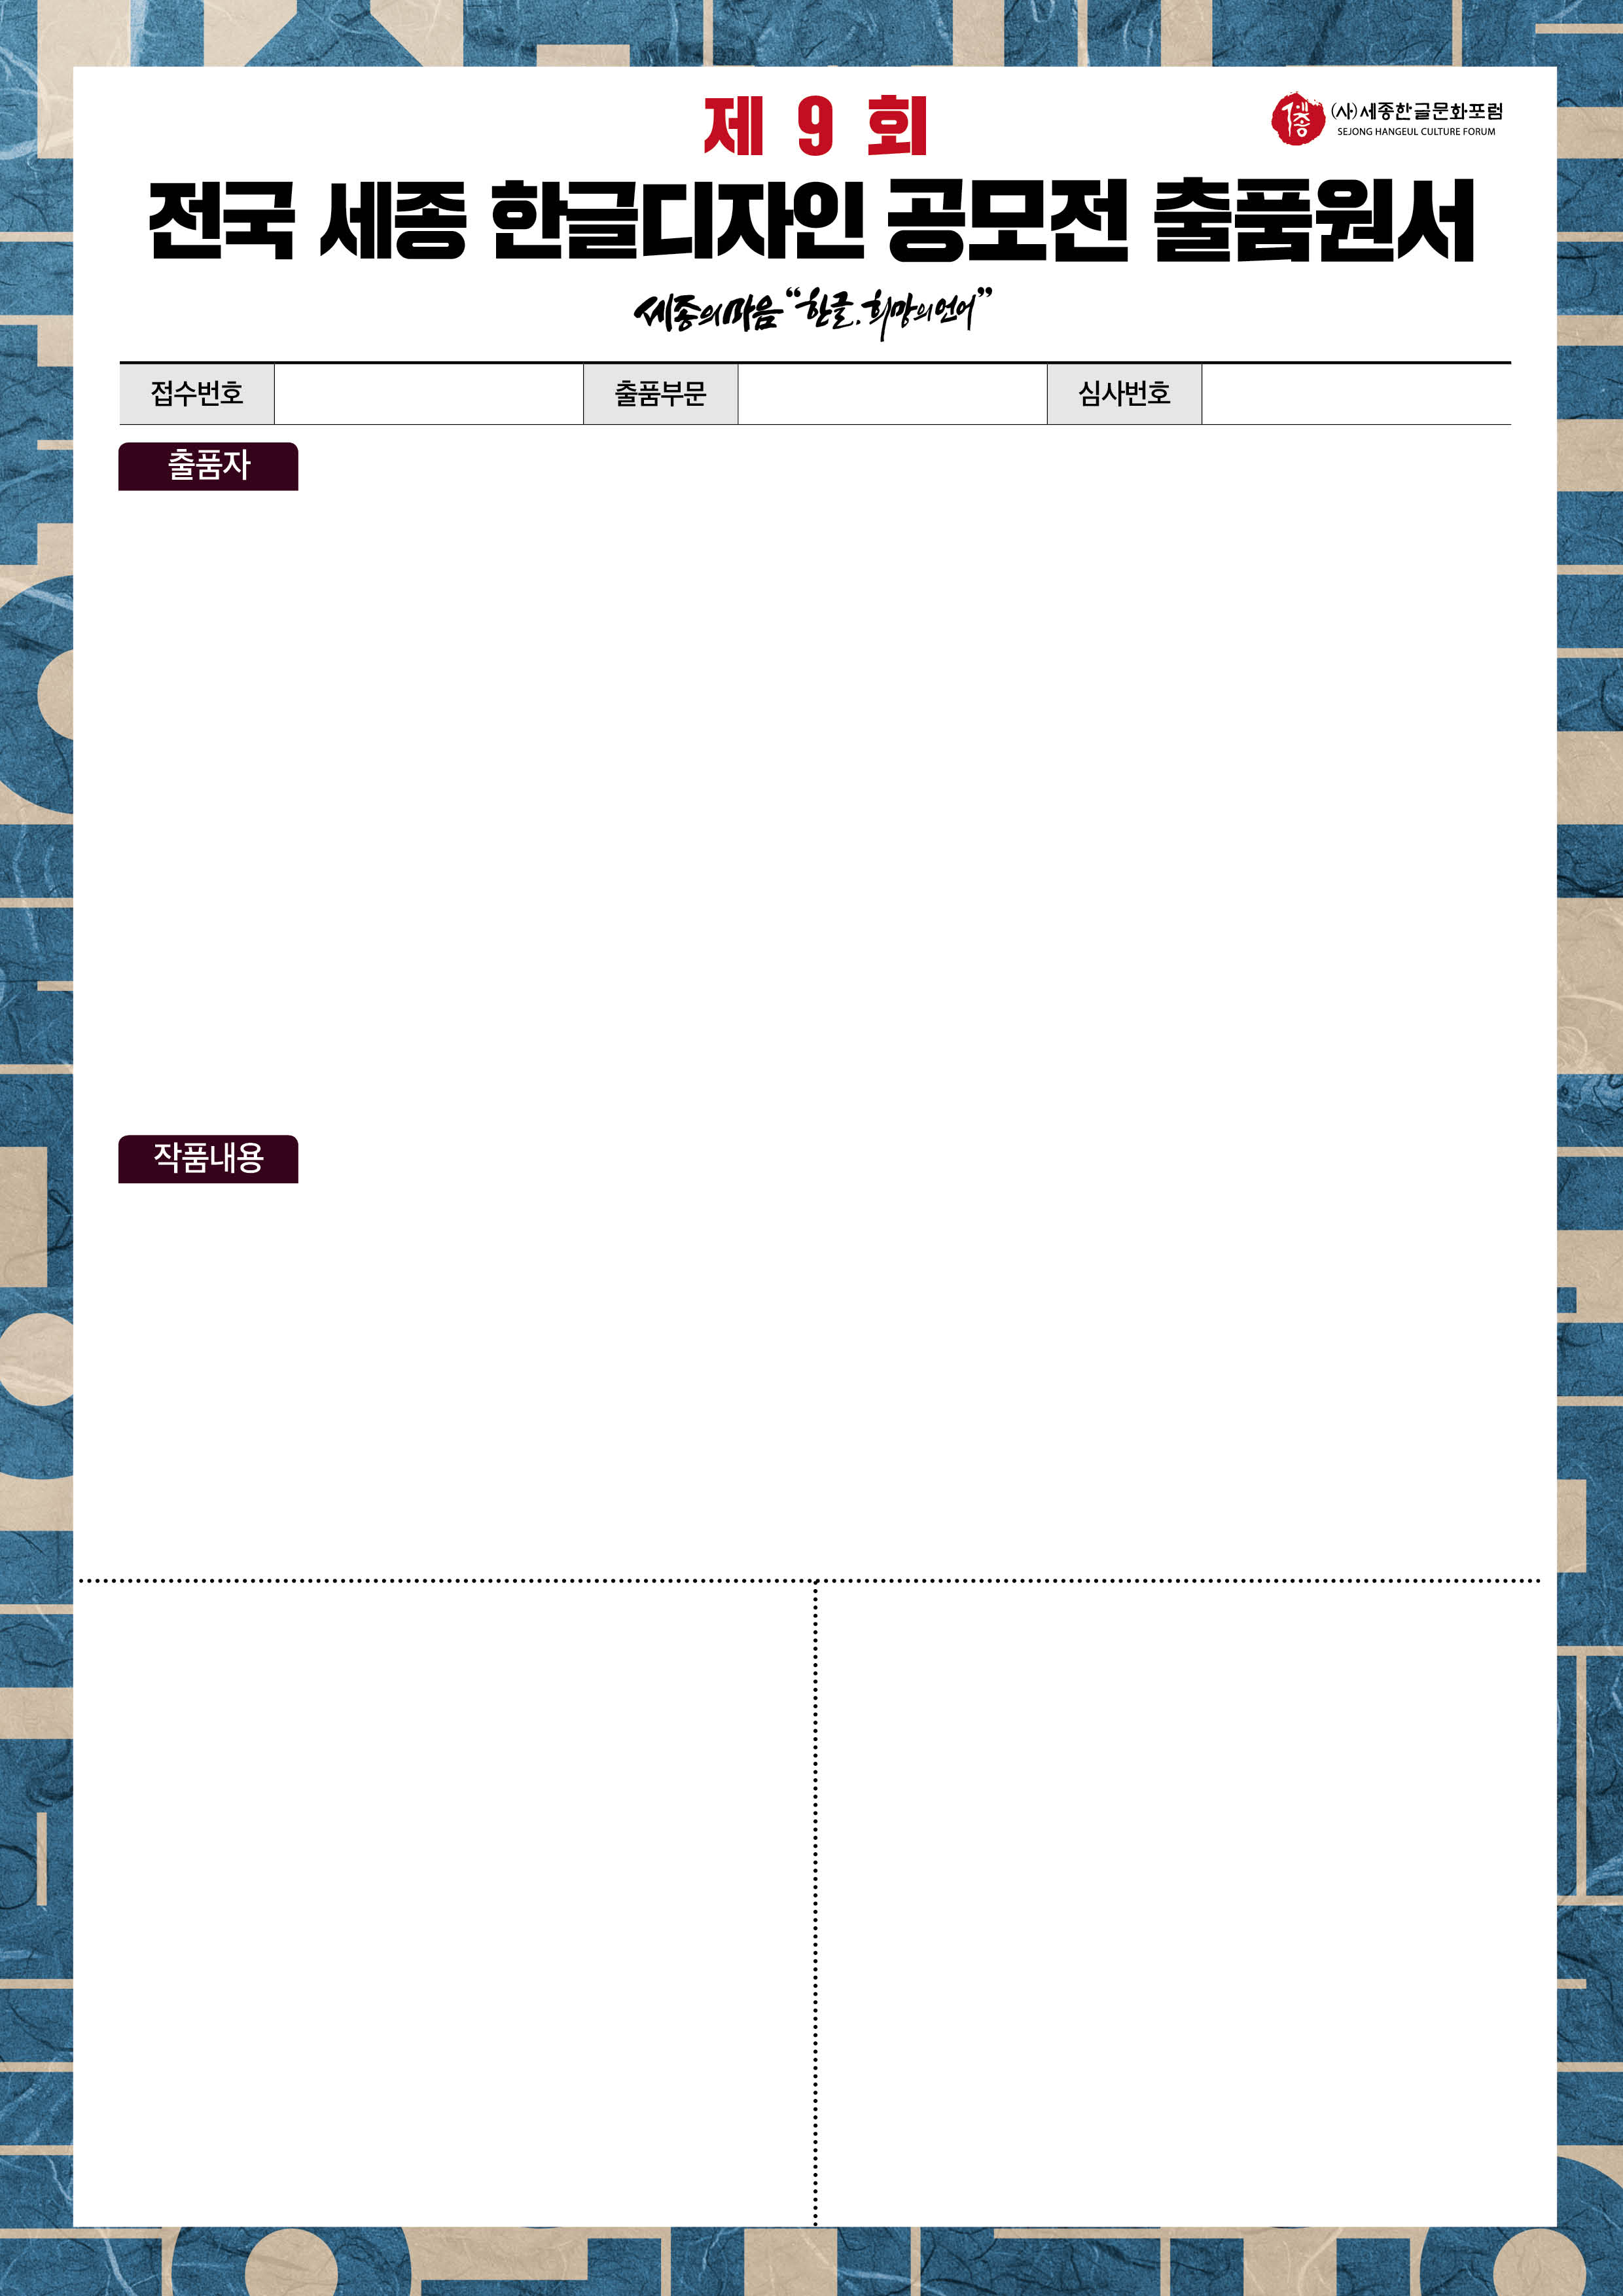 제 9 회
세종
(사)세종한글문화포럼
SEJONG HANGEUL CULTURE FORUM
전국 세종 한글디자인 공모전 출품원서
세종의 마음 “한글, 희망의 언어”
접수번호 출품부문 심사번호
출품자
작품내용